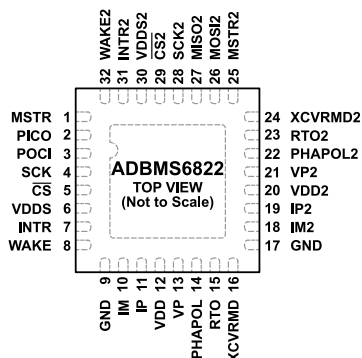 WAKE2
INTR2
VDDS2
CS2
SCK2
MISO2
MOSI2
MSTR2
32 31 30 29 28 27 26 25
MSTR 1
PICO 2
POCI 3
SCK 4
CS 5
VDDS 6
INTR 7
WAKE 8
ADBMS6822
TOP VIEW
(Not to Scale)
24 XCVRMD2
23 RTO2
22 PHAPOL2
21 VP2
20 VDD2
19 IP2
18 IM2
17 GND
9 10 11 12 13 14 15 16
GND
IM
IP
VDD
VP
PHAPOL
RTO
XCVRMD